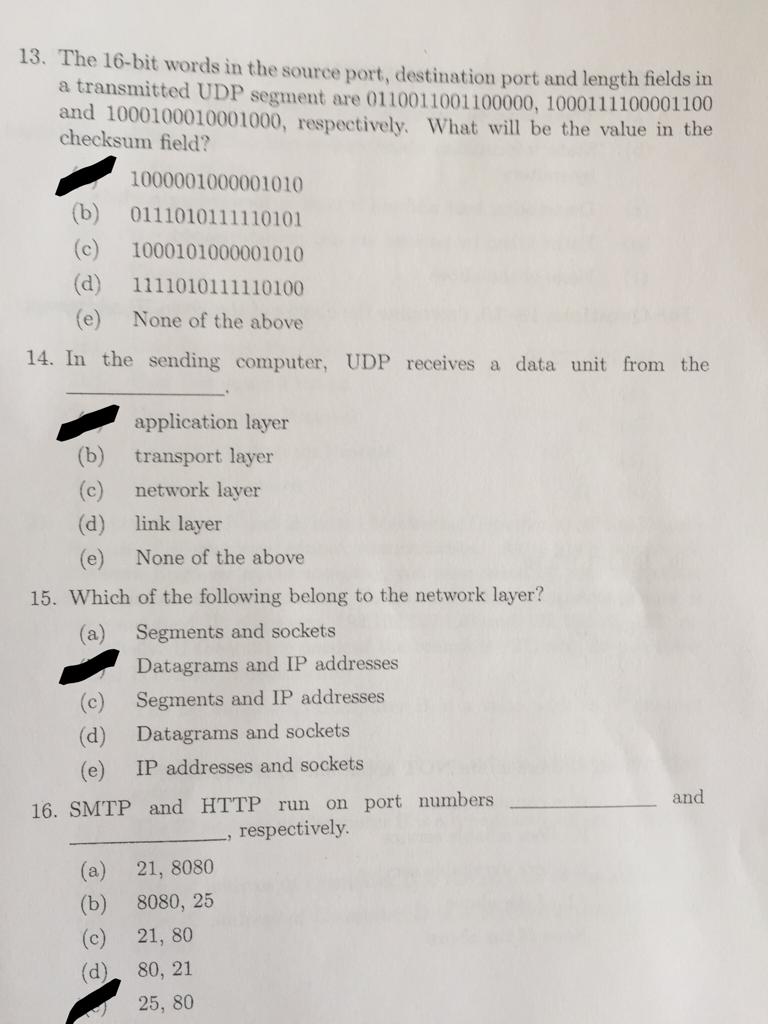 13. The 16-bit words in the source port, destination port and length fields in
a transmitted UDP segment are 0110011001100000, 1000111100001100
and 1000100010001000, respectively. What will be the value in the
checksum field?
1000001000001010
(b) 0111010111110101
(c) 1000101000001010
(d) 1111010111110100
(e) None of the above
14. In the sending computer, UDP receives a data unit from the
____________.
application layer
(b) transport layer
(c) network layer
(d) link layer
(e) None of the above
15. Which of the following belong to the network layer?
(a) Segments and sockets
Datagrams and IP addresses
(c) Segments and IP addresses
(d) Datagrams and sockets
(e) IP addresses and sockets
16. SMTP and HTTP run on port numbers ____________ and
____________, respectively.
(a) 21, 8080
(b) 8080, 25
(c) 21, 80
(d) 80, 21
25, 80